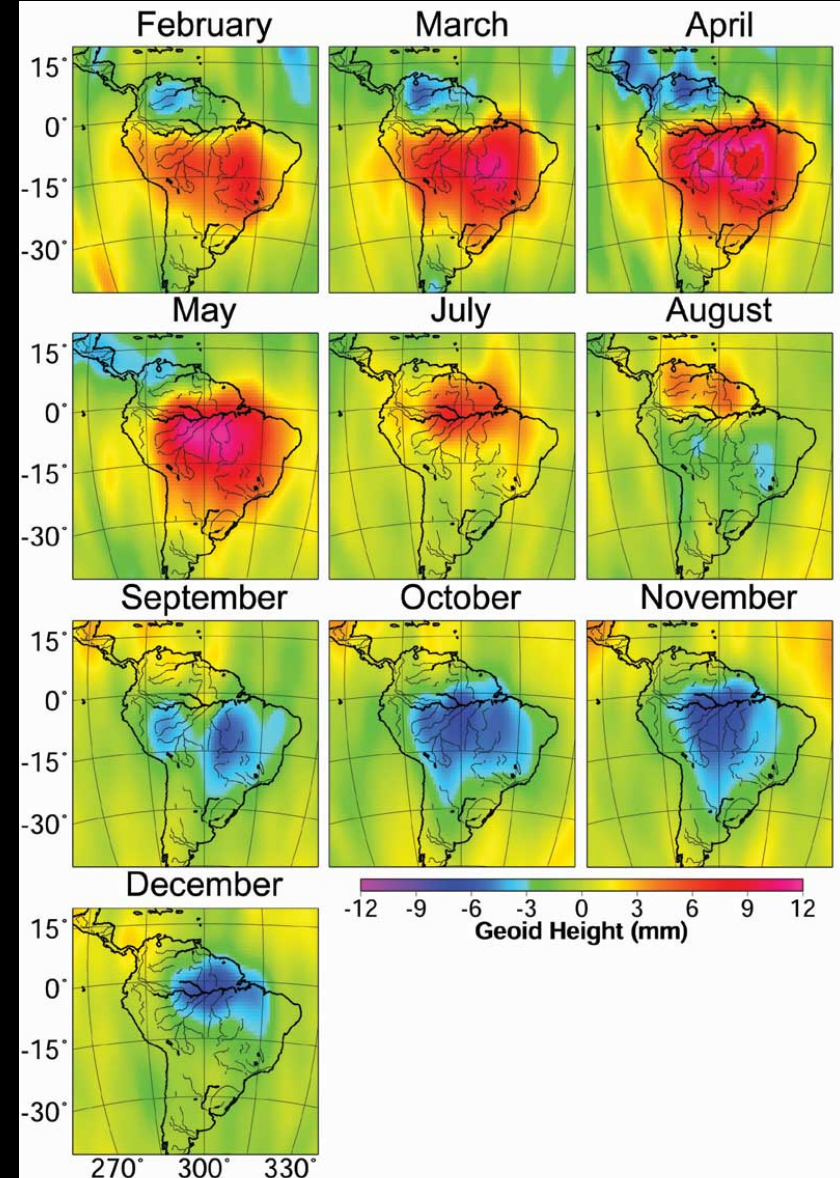 February March April
15°
0°
-15°
-30°
May July August
15°
0°
-15°
-30°
September October November
15°
0°
-15°
-30°
December
-12 -9 -6 -3 0 3 6 9 12
Geoid Height (mm)
15°
0°
-15°
-30°
270° 300° 330°